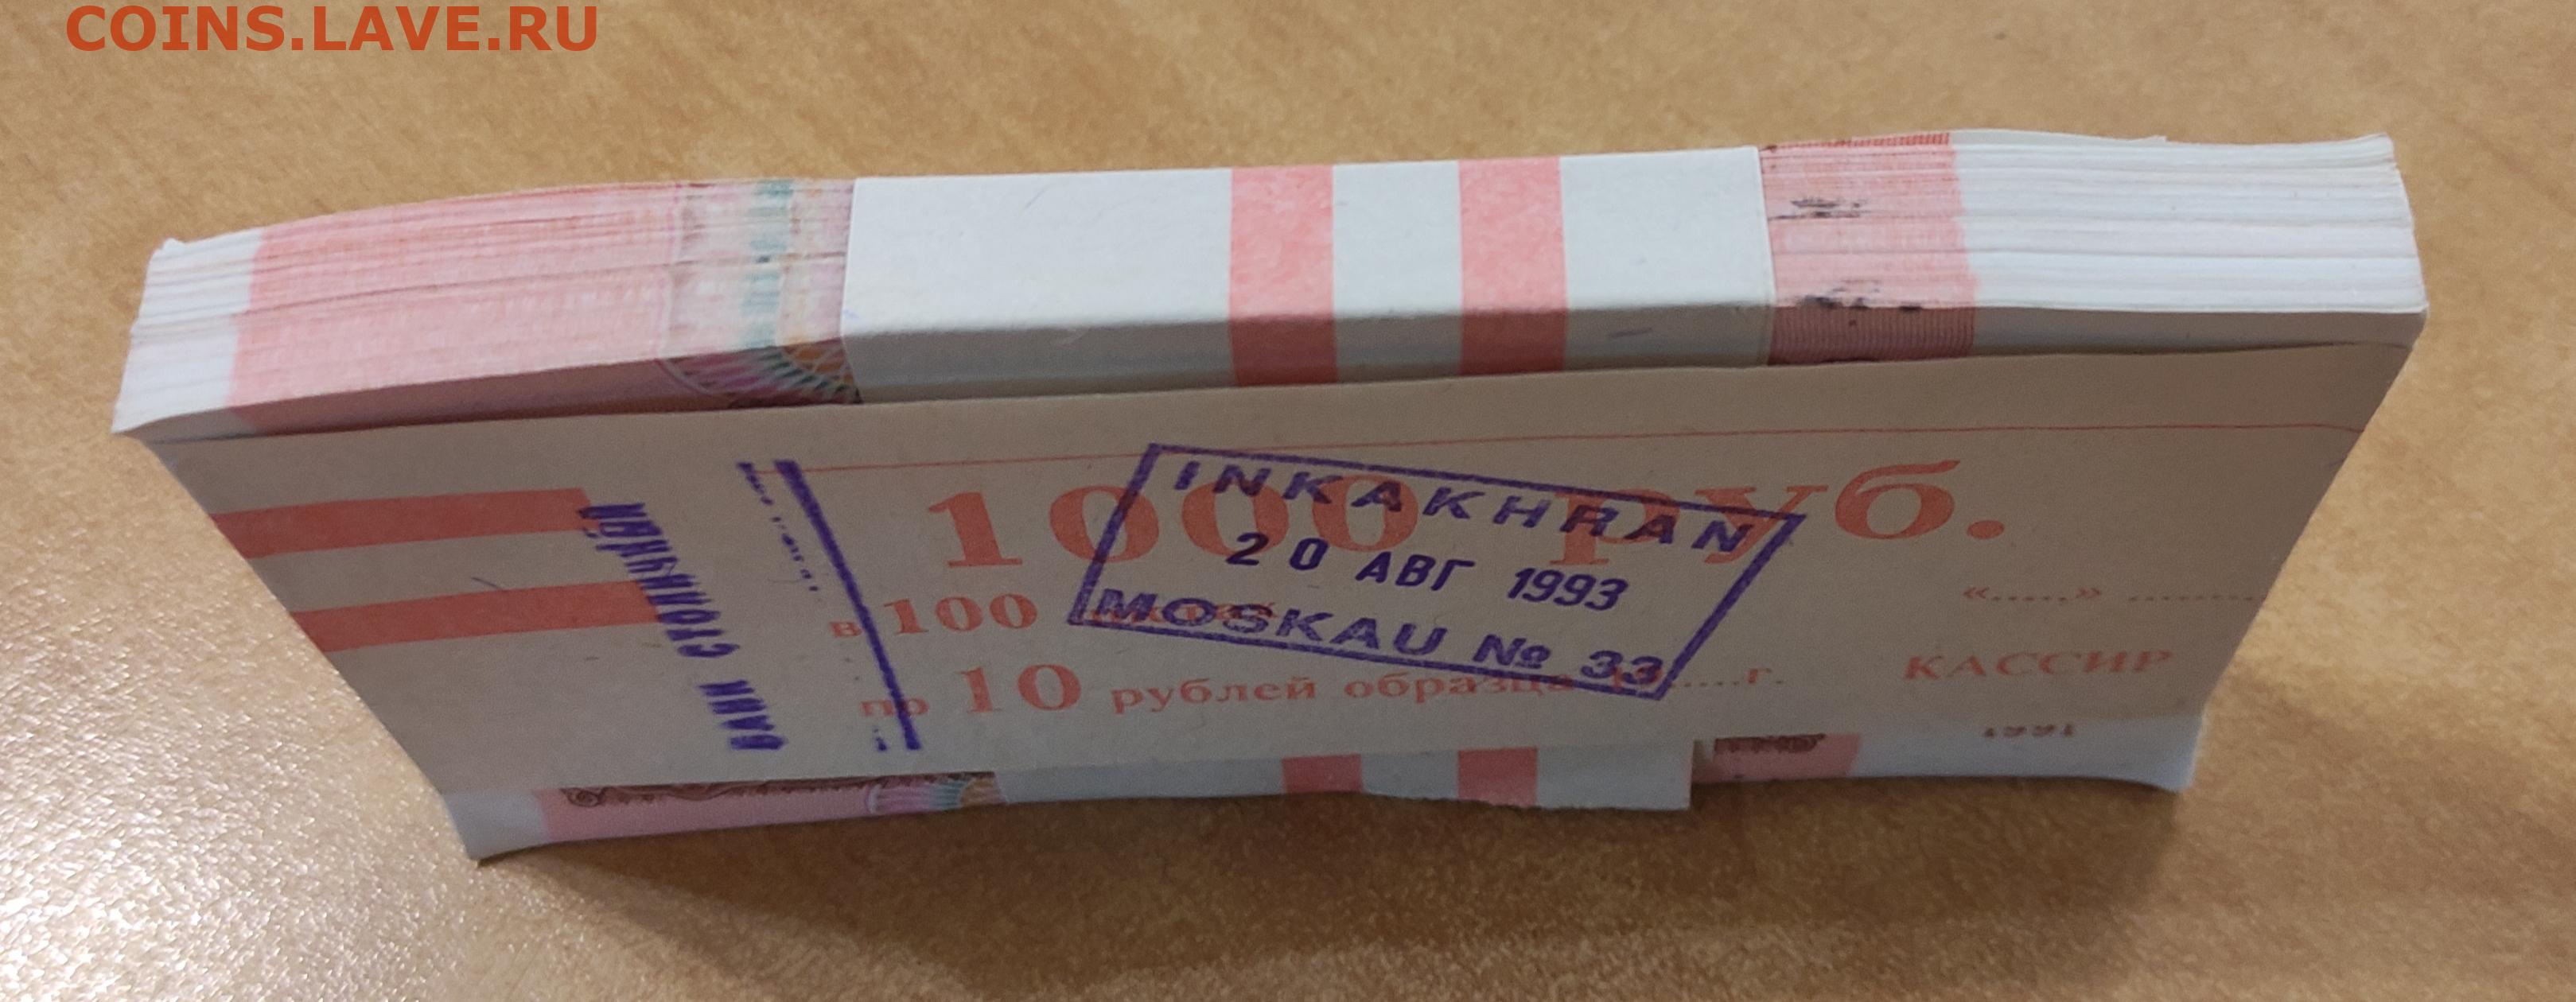 COINS.LAVE.RU
1000 руб.
в 100
по 10 рублей образца
г.
КАССИР
INKAKHRAN
20 АВГ 1993
MOSKAU № 33
БАНК СТОЛИЧНЫЙ
1991